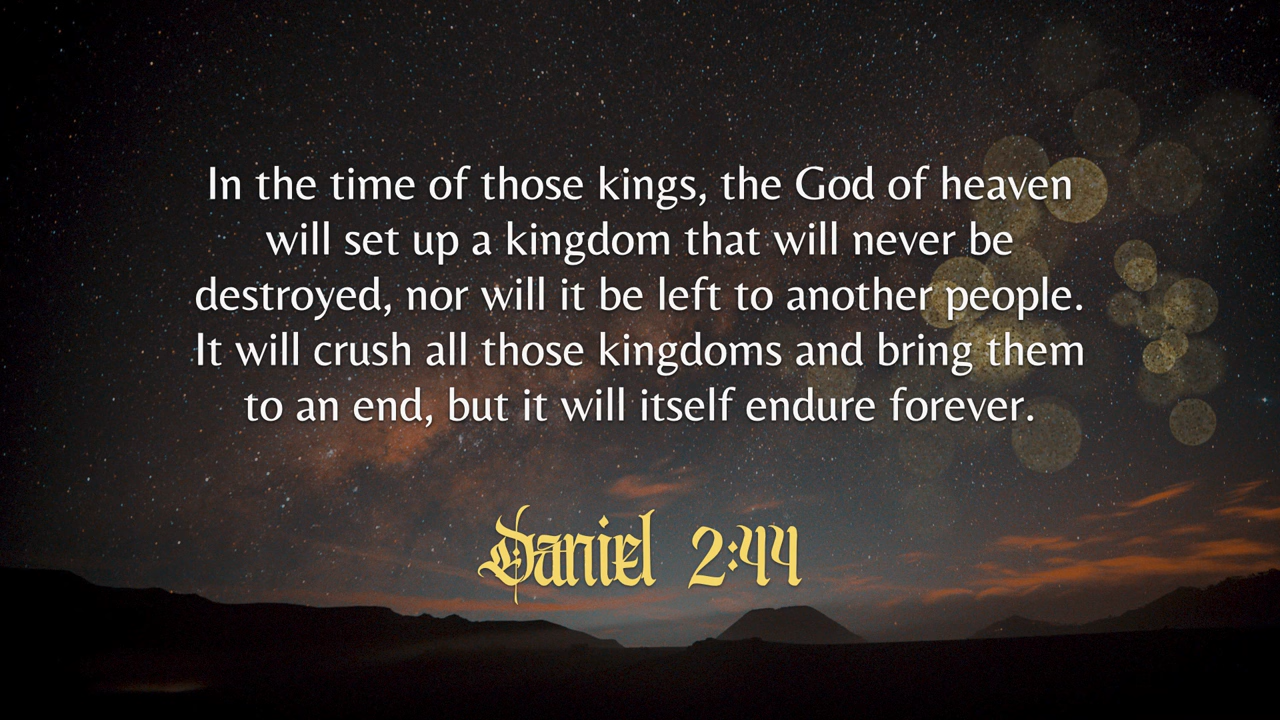 In the time of those kings, the God of heaven
will set up a kingdom that will never be
destroyed, nor will it be left to another people.
It will crush all those kingdoms and bring them
to an end, but it will itself endure forever.
Daniel 2:44